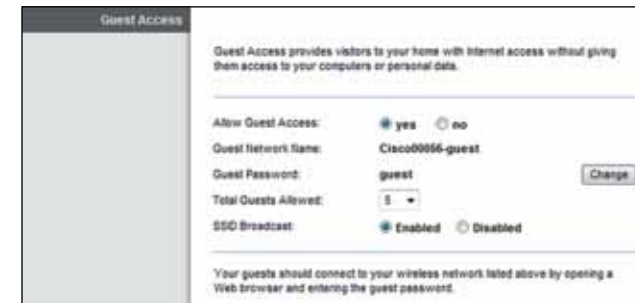 Guest Access
Guest Access provides visitors to your home with Internet access without giving
them access to your computers or personal data.
Allow Guest Access: yes no
Guest Network Name: Cisco00056-guest
Guest Password: guest Change
Total Guests Allowed: 5
SSID Broadcast: Enabled Disabled
Your guests should connect to your wireless network listed above by opening a
Web browser and entering the guest password.